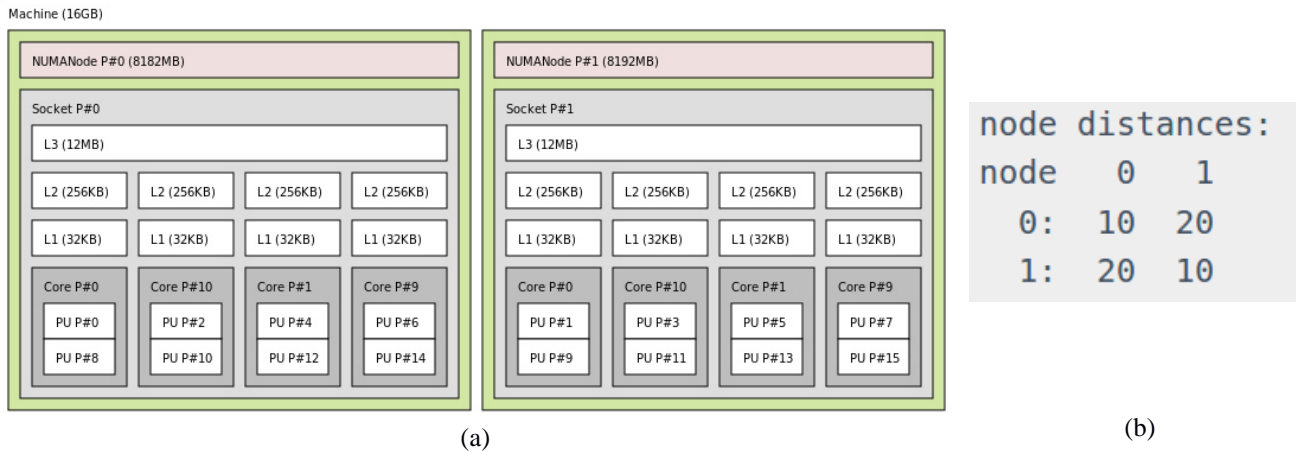 Machine (16GB)
NUMANode P#0 (8182MB)
Socket P#0
L3 (12MB)
L2 (256KB) L2 (256KB) L2 (256KB) L2 (256KB)
L1 (32KB) L1 (32KB) L1 (32KB) L1 (32KB)
Core P#0 Core P#10 Core P#1 Core P#9
PU P#0 PU P#2 PU P#4 PU P#6
PU P#8 PU P#10 PU P#12 PU P#14
NUMANode P#1 (8192MB)
Socket P#1
L3 (12MB)
L2 (256KB) L2 (256KB) L2 (256KB) L2 (256KB)
L1 (32KB) L1 (32KB) L1 (32KB) L1 (32KB)
Core P#0 Core P#10 Core P#1 Core P#9
PU P#1 PU P#3 PU P#5 PU P#7
PU P#9 PU P#11 PU P#13 PU P#15
(a)
node distances:
node 0 1
0: 10 20
1: 20 10
(b)